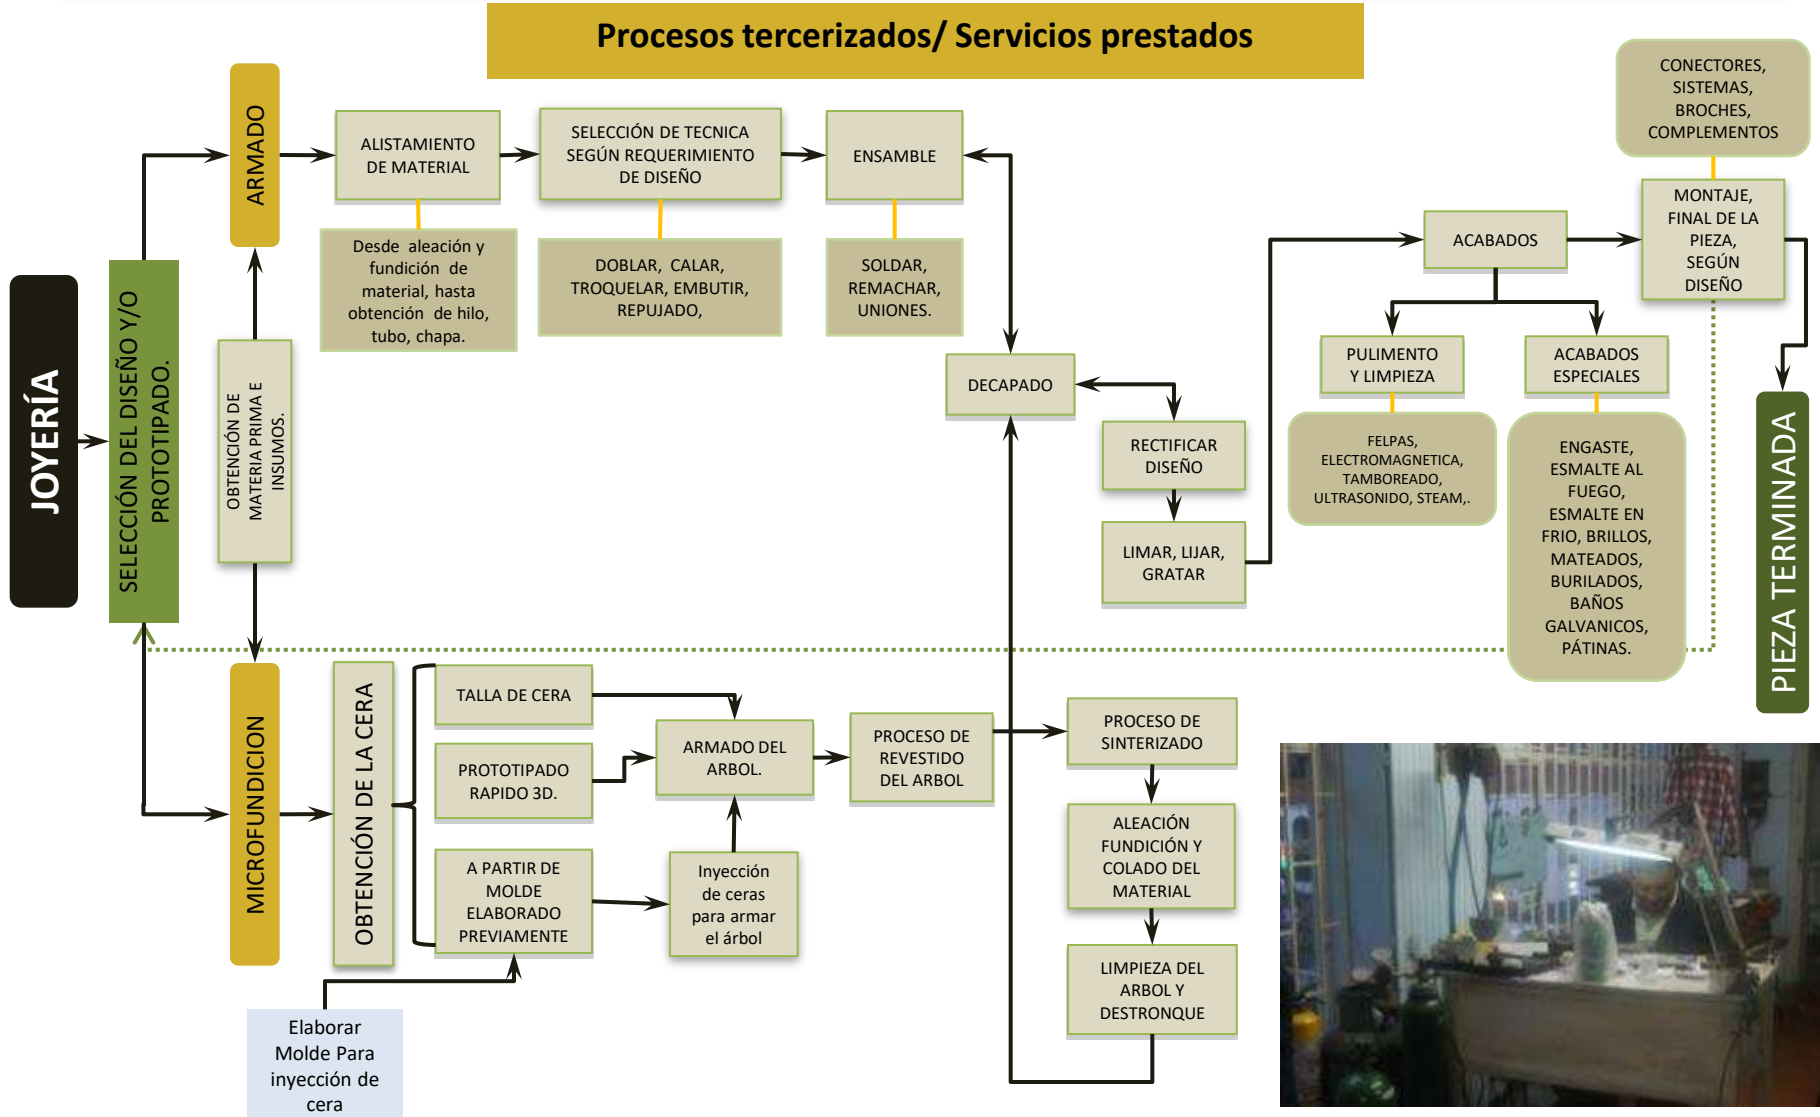 Procesos tercerizados/ Servicios prestados
JOYERÍA
SELECCIÓN DEL DISEÑO Y/O
PROTOTIPADO.
ARMADO
OBTENCIÓN DE
MATERIA PRIMA E
INSUMOS.
MICROFUNDICION
ALISTAMIENTO
DE MATERIAL
Desde aleación y
fundición de
material, hasta
obtención de hilo,
tubo, chapa.
SELECCIÓN DE TECNICA
SEGÚN REQUERIMIENTO
DE DISEÑO
DOBLAR, CALAR,
TROQUELAR, EMBUTIR,
REPUJADO,
ENSAMBLE
SOLDAR,
REMACHAR,
UNIONES.
DECAPADO
RECTIFICAR
DISEÑO
LIMAR, LIJAR,
GRATAR
ACABADOS
PULIMENTO
Y LIMPIEZA
FELPAS,
ELECTROMAGNETICA,
TAMBOREADO,
ULTRASONIDO, STEAM,.
ACABADOS
ESPECIALES
ENGASTE,
ESMALTE AL
FUEGO,
ESMALTE EN
FRIO, BRILLOS,
MATEADOS,
BURILADOS,
BAÑOS
GALVANICOS,
PÁTINAS.
CONECTORES,
SISTEMAS,
BROCHES,
COMPLEMENTOS
MONTAJE,
FINAL DE LA
PIEZA,
SEGÚN
DISEÑO
PIEZA TERMINADA
OBTENCIÓN DE LA CERA
TALLA DE CERA
PROTOTIPADO
RAPIDO 3D.
A PARTIR DE
MOLDE
ELABORADO
PREVIAMENTE
Elaborar
Molde Para
inyección de
cera
Inyección
de ceras
para armar
el árbol
ARMADO DEL
ARBOL.
PROCESO DE
REVESTIDO
DEL ARBOL
PROCESO DE
SINTERIZADO
ALEACIÓN
FUNDICIÓN Y
COLADO DEL
MATERIAL
LIMPIEZA DEL
ARBOL Y
DESTRONQUE